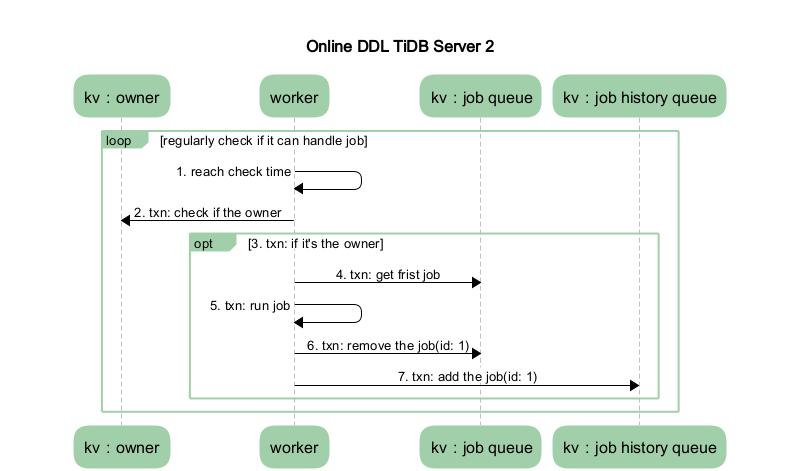 Online DDL TiDB Server 2
kv : owner
worker
kv : job queue
kv : job history queue
loop
[regularly check if it can handle job]
1. reach check time
2. txn: check if the owner
opt
[3. txn: if it's the owner]
4. txn: get frist job
5. txn: run job
6. txn: remove the job(id: 1)
7. txn: add the job(id: 1)
kv : owner
worker
kv : job queue
kv : job history queue